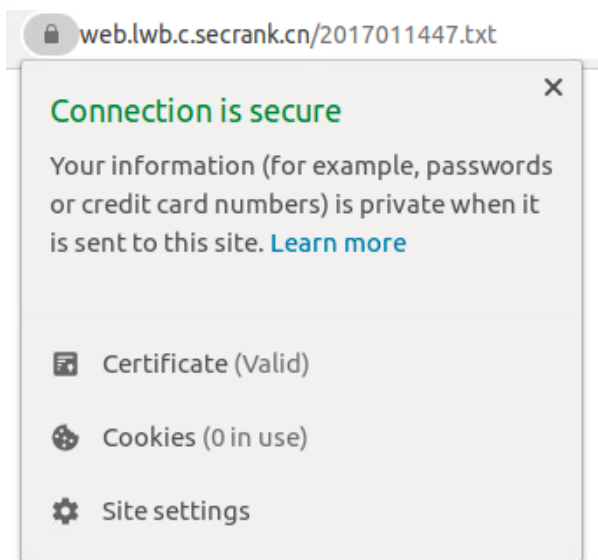 web.lwb.c.secrank.cn/2017011447.txt
Connection is secure
Your information (for example, passwords
or credit card numbers) is private when it
is sent to this site. Learn more
Certificate (Valid)
Cookies (0 in use)
Site settings